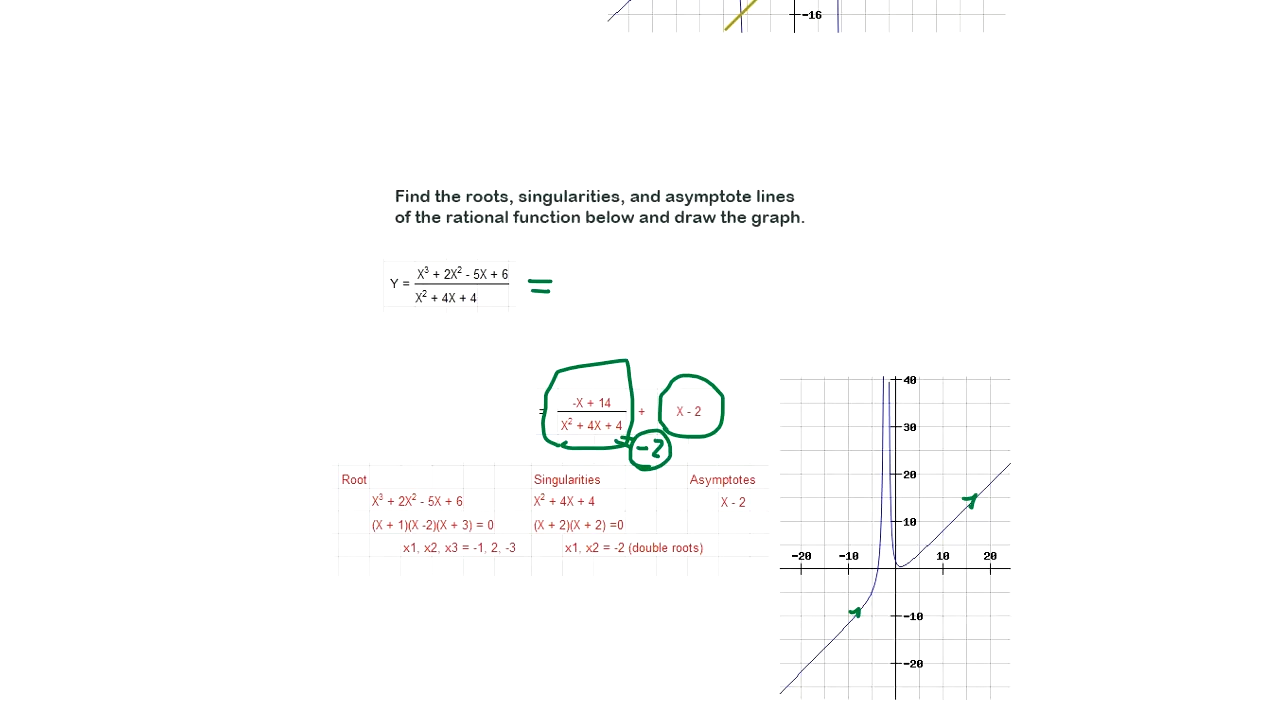 -16
Find the roots, singularities, and asymptote lines
of the rational function below and draw the graph.
Y = X³ + 2X² - 5X + 6 =
X² + 4X + 4
= -X + 14 + X - 2
X² + 4X + 4
-2
Root Singularities Asymptotes
X³ + 2X² - 5X + 6 X² + 4X + 4 X - 2
(X + 1)(X -2)(X + 3) = 0 (X + 2)(X + 2) =0
x1, x2, x3 = -1, 2, -3 x1, x2 = -2 (double roots)
40
30
20
10
-20 -10 10 20
-10
-20